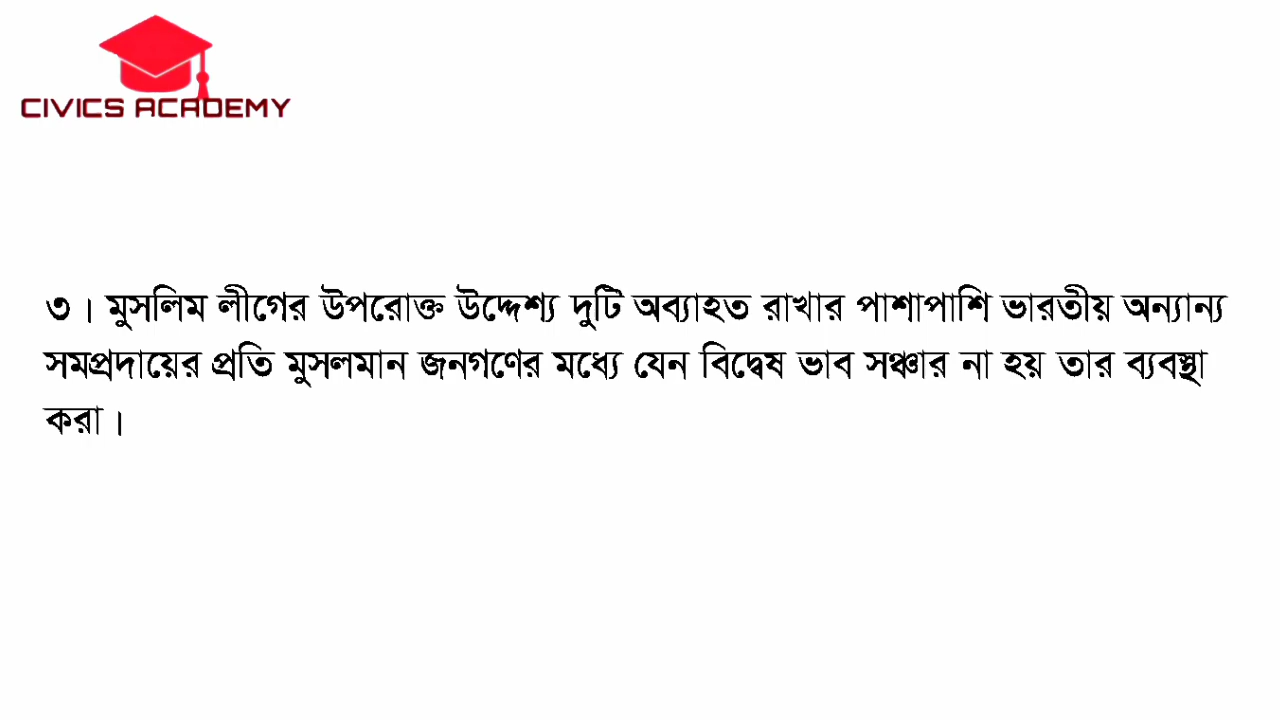 CIVICS ACADEMY
৩। মুসলিম লীগের উপরোক্ত উদ্দেশ্য দুটি অব্যাহত রাখার পাশাপাশি ভারতীয় অন্যান্য
সমপ্রদায়ের প্রতি মুসলমান জনগণের মধ্যে যেন বিদ্বেষ ভাব সঞ্চার না হয় তার ব্যবস্থা
করা।